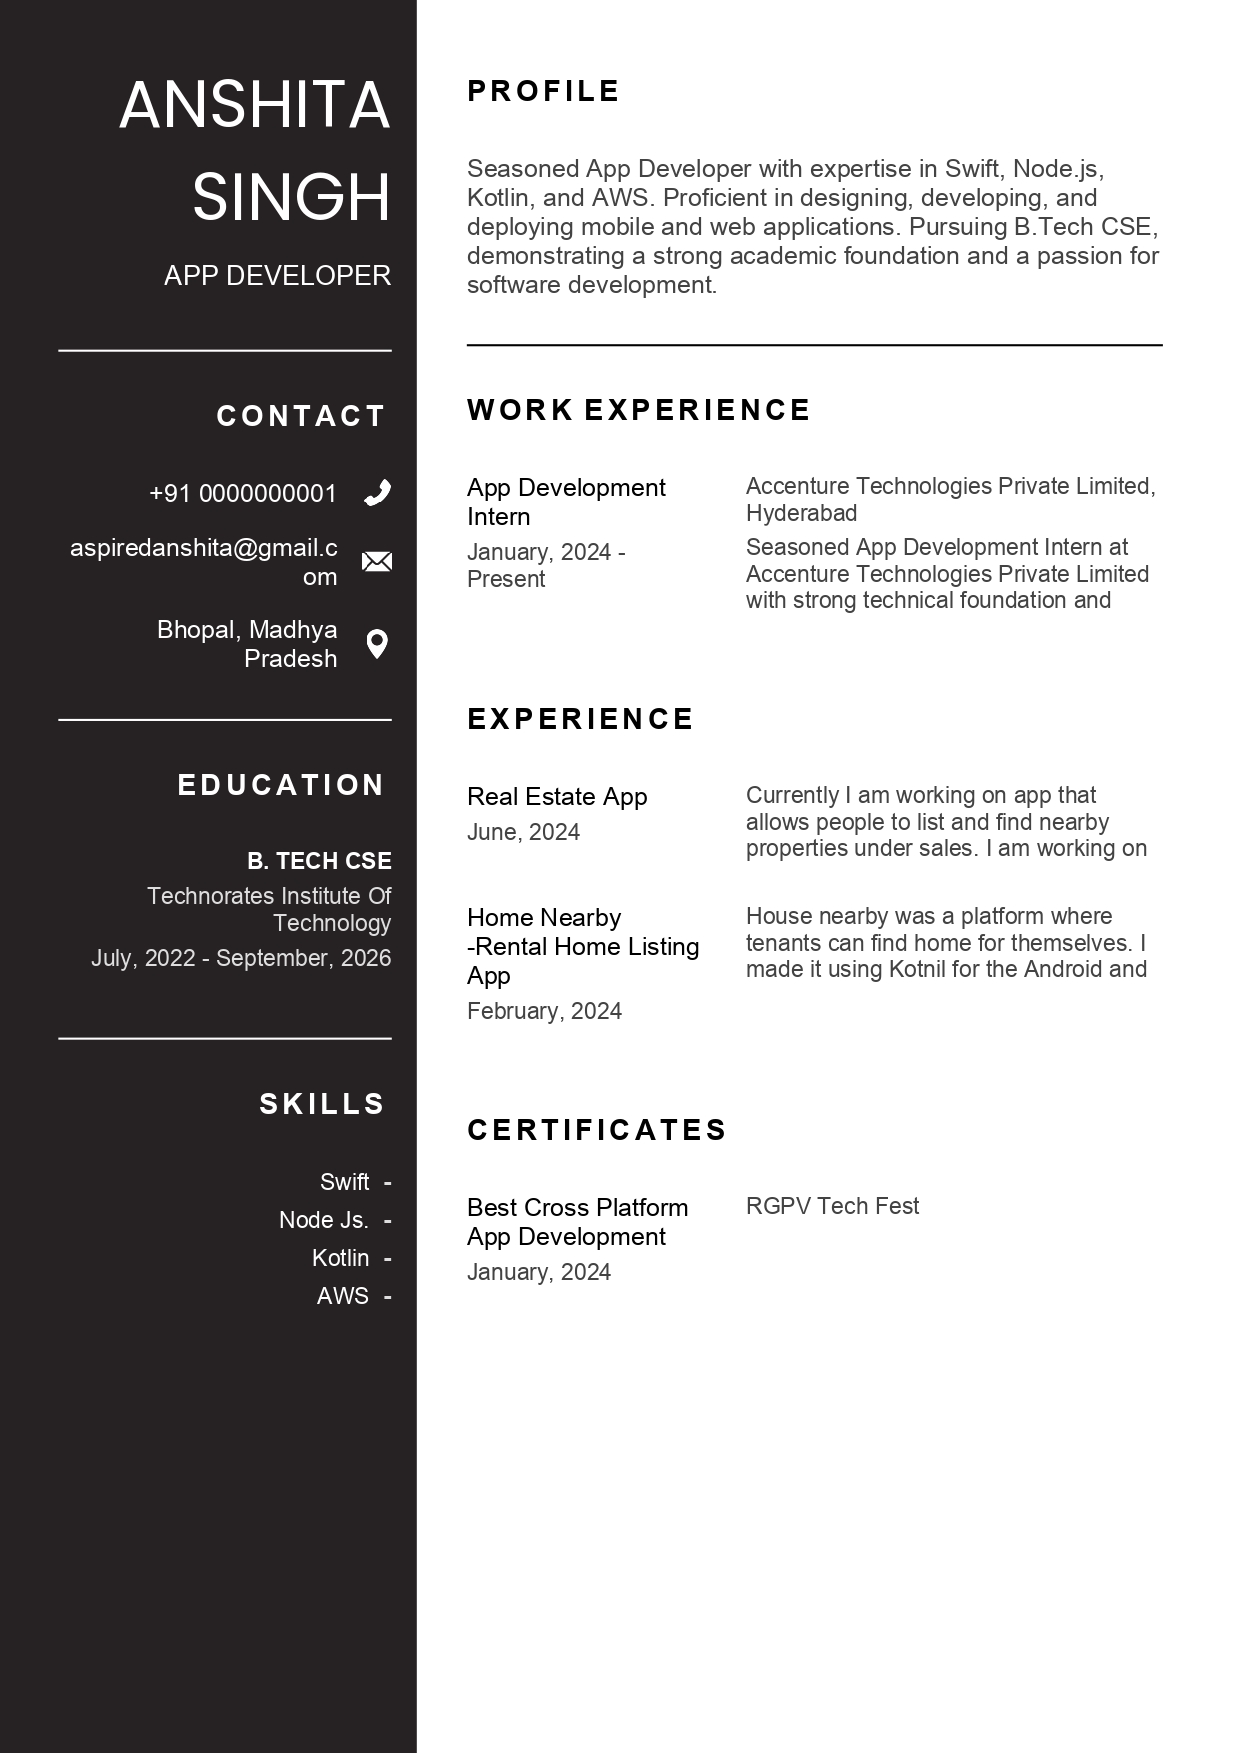 ANSHITA
SINGH
APP DEVELOPER
CONTACT
+91 0000000001
aspiredanshita@gmail.c
om
Bhopal, Madhya
Pradesh
EDUCATION
B. TECH CSE
Technorates Institute Of
Technology
July, 2022 - September, 2026
SKILLS
Swift -
Node Js. -
Kotlin -
AWS -
PROFILE
Seasoned App Developer with expertise in Swift, Node.js,
Kotlin, and AWS. Proficient in designing, developing, and
deploying mobile and web applications. Pursuing B.Tech CSE,
demonstrating a strong academic foundation and a passion for
software development.
WORK EXPERIENCE
App Development
Intern
January, 2024 -
Present
Accenture Technologies Private Limited,
Hyderabad
Seasoned App Development Intern at
Accenture Technologies Private Limited
with strong technical foundation and
EXPERIENCE
Real Estate App
June, 2024
Currently I am working on app that
allows people to list and find nearby
properties under sales. I am working on
Home Nearby
-Rental Home Listing
App
February, 2024
House nearby was a platform where
tenants can find home for themselves. I
made it using Kotnil for the Android and
CERTIFICATES
Best Cross Platform
App Development
January, 2024
RGPV Tech Fest